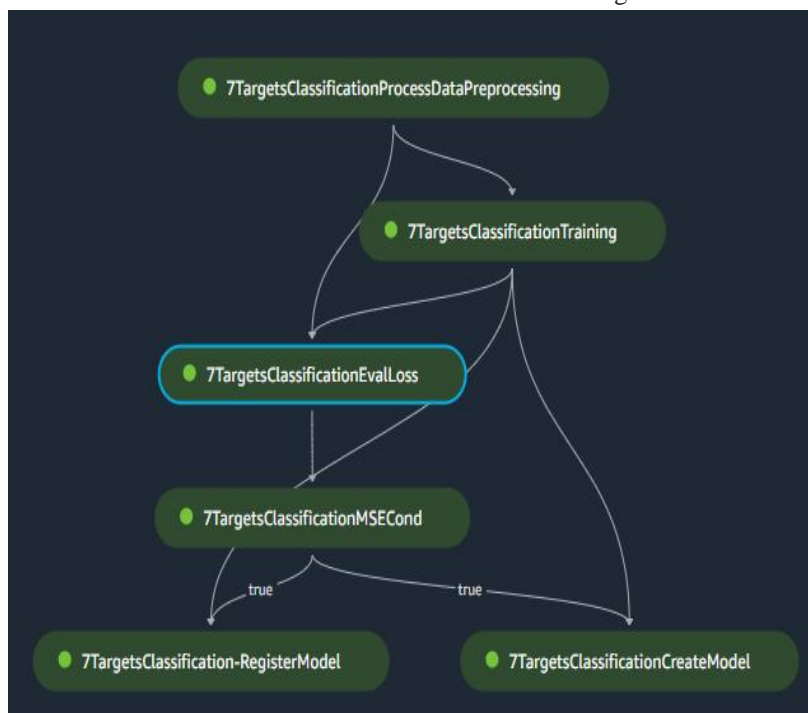 7TargetsClassificationProcessDataPreprocessing
7TargetsClassificationTraining
7TargetsClassificationEvalLoss
7TargetsClassificationMSECond
true
true
7TargetsClassification-RegisterModel
7TargetsClassificationCreateModel